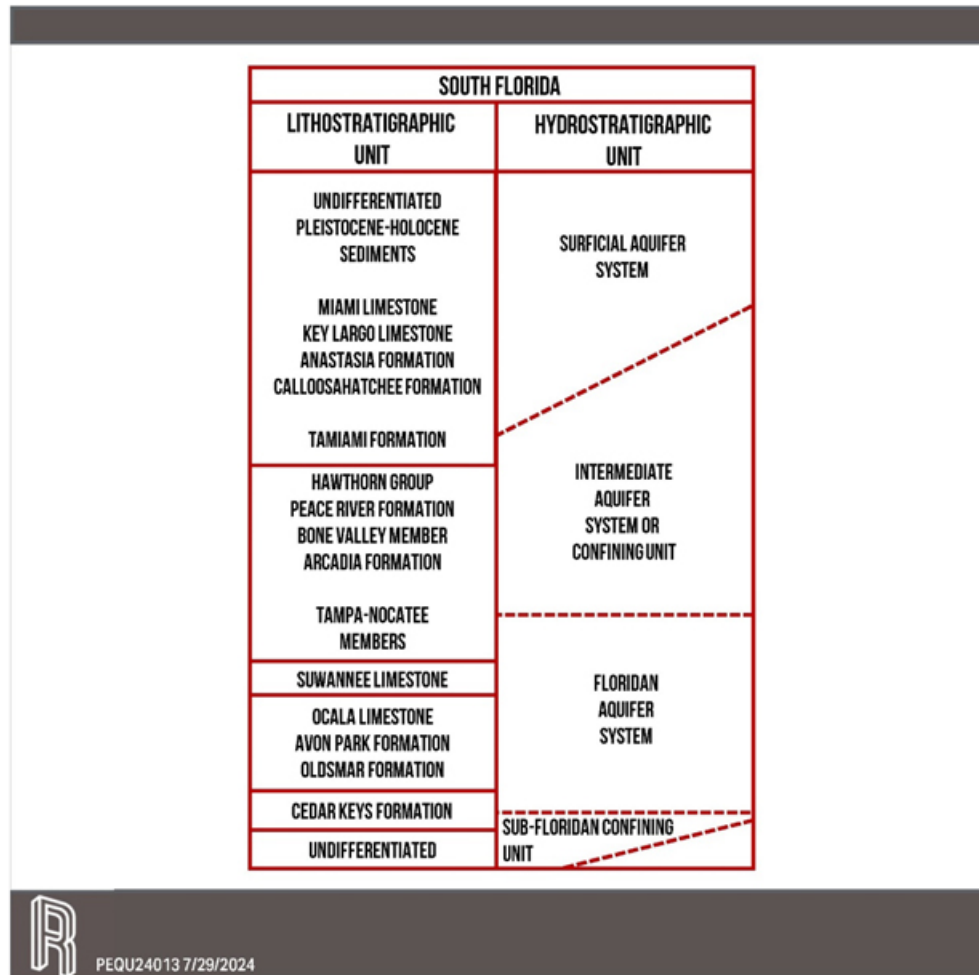 SOUTH FLORIDA
LITHOSTRATIGRAPHIC
UNIT
HYDROSTRATIGRAPHIC
UNIT
UNDIFFERENTIATED
PLEISTOCENE-HOLOCENE
SEDIMENTS
MIAMI LIMESTONE
KEY LARGO LIMESTONE
ANASTASIA FORMATION
CALLOOSAHATCHEE FORMATION
TAMIAMI FORMATION
HAWTHORN GROUP
PEACE RIVER FORMATION
BONE VALLEY MEMBER
ARCADIA FORMATION
TAMPA-NOCATEE
MEMBERS
SUWANNEE LIMESTONE
OCALA LIMESTONE
AVON PARK FORMATION
OLDSMAR FORMATION
CEDAR KEYS FORMATION
UNDIFFERENTIATED
SURFICIAL AQUIFER
SYSTEM
INTERMEDIATE
AQUIFER
SYSTEM OR
CONFINING UNIT
FLORIDAN
AQUIFER
SYSTEM
SUB-FLORIDAN CONFINING
UNIT
R
PEQU24013 7/29/2024